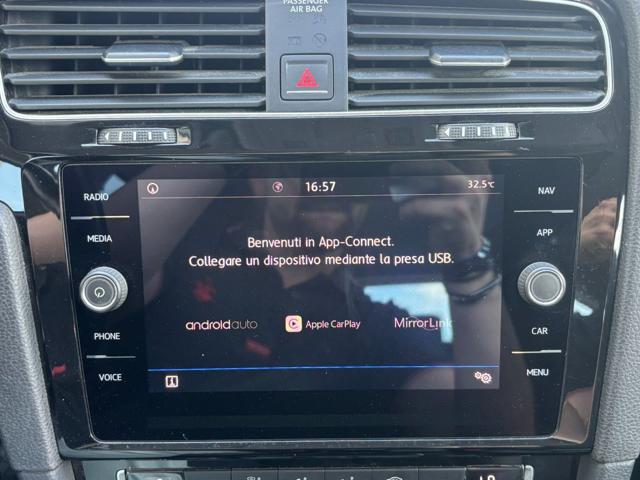 PASSENGER
AIR BAG
16:57
32.5°C
RADIO
NAV
MEDIA
APP
Benvenuti in App-Connect.
Collegare un dispositivo mediante la presa USB.
androidauto
Apple CarPlay
MirrorLink
PHONE
CAR
VOICE
MENU